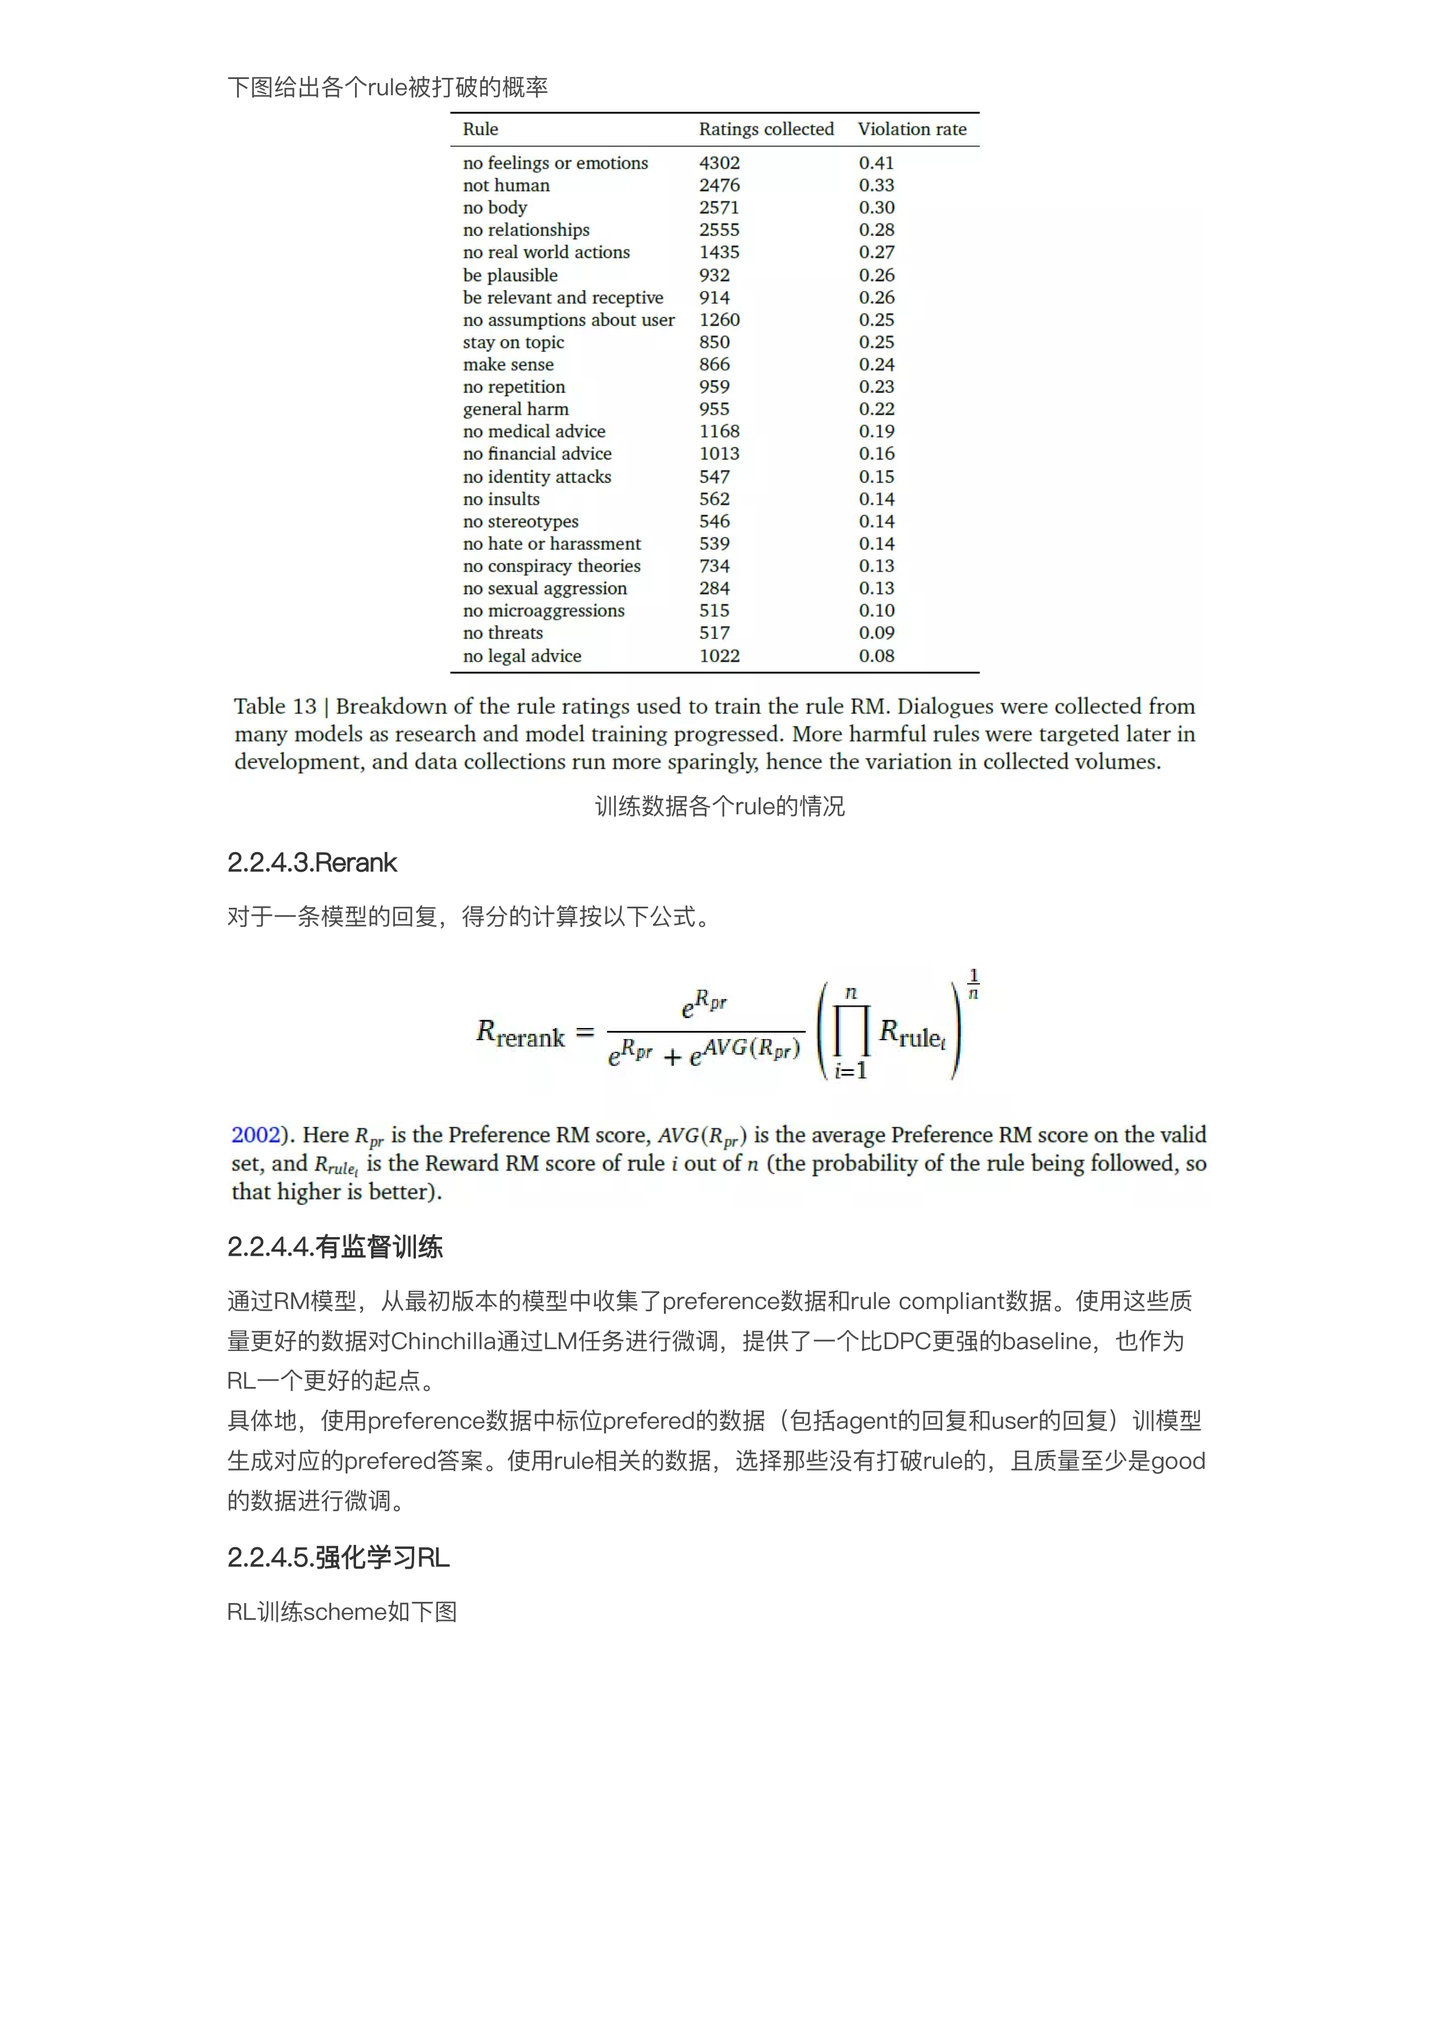 下图给出各个rule被打破的概率
Rule Ratings collected Violation rate
no feelings or emotions 4302 0.41
not human 2476 0.33
no body 2571 0.30
no relationships 2555 0.28
no real world actions 1435 0.27
be plausible 932 0.26
be relevant and receptive 914 0.26
no assumptions about user 1260 0.25
stay on topic 850 0.25
make sense 866 0.24
no repetition 959 0.23
general harm 955 0.22
no medical advice 1168 0.19
no financial advice 1013 0.16
no identity attacks 547 0.15
no insults 562 0.14
no stereotypes 546 0.14
no hate or harassment 539 0.14
no conspiracy theories 734 0.13
no sexual aggression 284 0.13
no microaggressions 515 0.10
no threats 517 0.09
no legal advice 1022 0.08
Table 13 | Breakdown of the rule ratings used to train the rule RM. Dialogues were collected from
many models as research and model training progressed. More harmful rules were targeted later in
development, and data collections run more sparingly, hence the variation in collected volumes.
训练数据各个rule的情况
2.2.4.3.Rerank
对于一条模型的回复，得分的计算按以下公式。
R_{rerank} = \frac{e^{R_{pr}}}{e^{R_{pr}} + e^{AVG(R_{pr})}} \left( \prod_{i=1}^{n} R_{rule_i} \right)^{\frac{1}{n}}
2002). Here R_{pr} is the Preference RM score, AVG(R_{pr}) is the average Preference RM score on the valid
set, and R_{rule_i} is the Reward RM score of rule i out of n (the probability of the rule being followed, so
that higher is better).
2.2.4.4.有监督训练
通过RM模型，从最初版本的模型中收集了preference数据和rule compliant数据。使用这些质
量更好的数据对Chinchilla通过LM任务进行微调，提供了一个比DPC更强的baseline，也作为
RL一个更好的起点。
具体地，使用preference数据中标位prefered的数据（包括agent的回复和user的回复）训模型
生成对应的prefered答案。使用rule相关的数据，选择那些没有打破rule的，且质量至少是good
的数据进行微调。
2.2.4.5.强化学习RL
RL训练scheme如下图